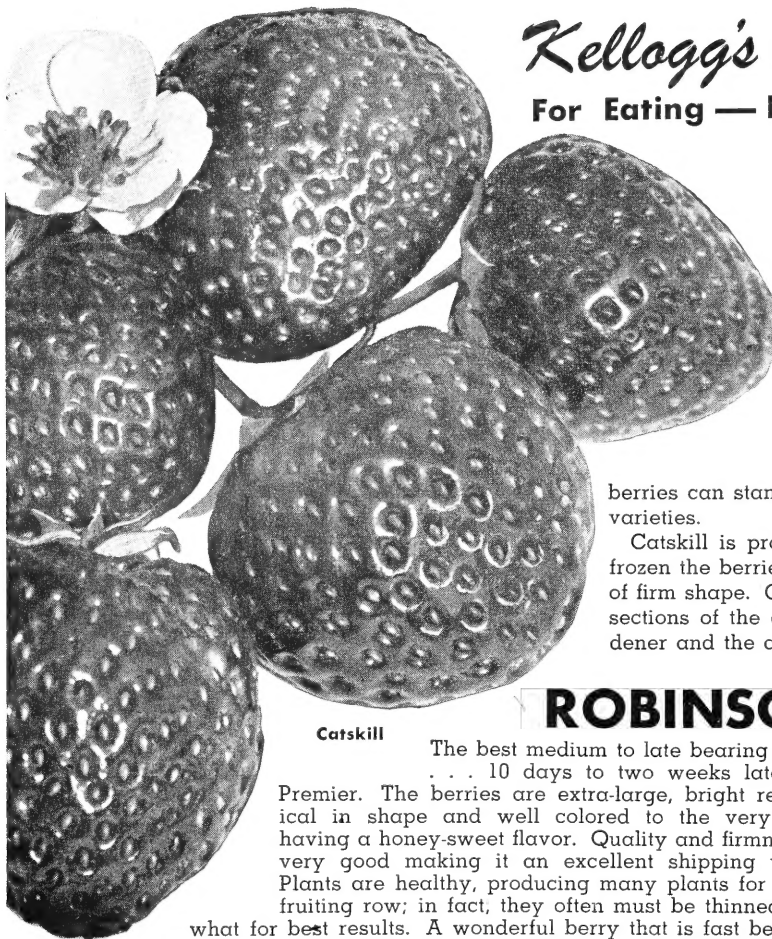 Kellogg's
For Eating —
berries can stan
varieties.
Catskill is pro
frozen the berrie
of firm shape. C
sections of the
dener and the c
Catskill
ROBINSO
The best medium to late bearing
. . . 10 days to two weeks late
Premier. The berries are extra-large, bright re
ical in shape and well colored to the very
having a honey-sweet flavor. Quality and firmn
very good making it an excellent shipping
Plants are healthy, producing many plants for
fruiting row; in fact, they often must be thinned
what for best results. A wonderful berry that is fast be